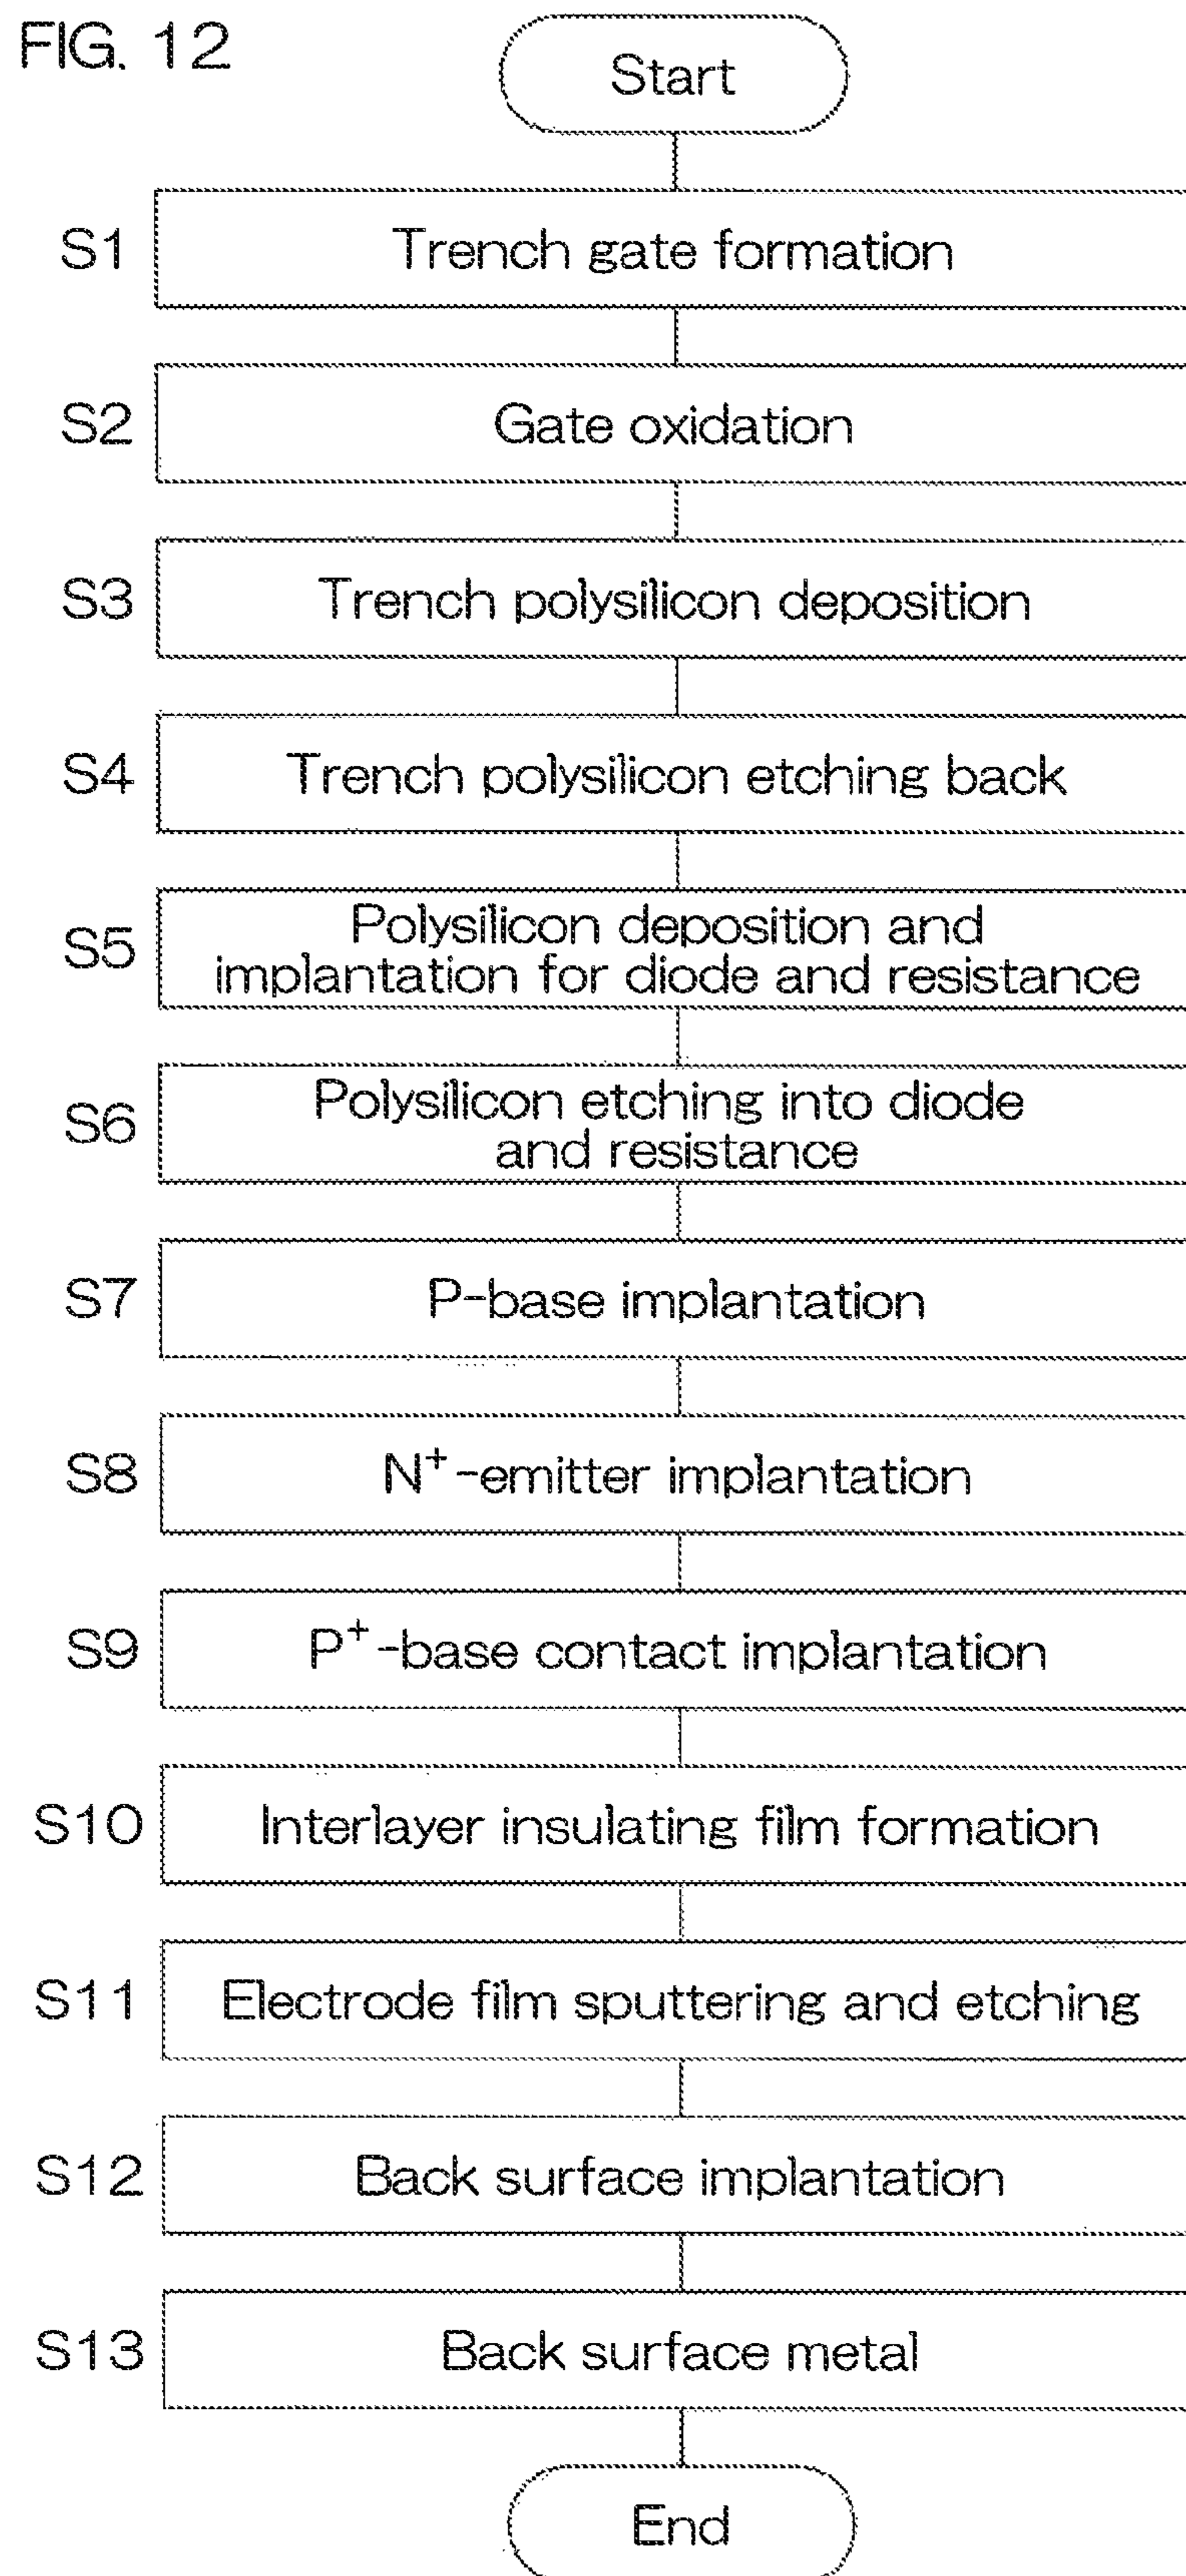 FIG. 12
Start
S1
Trench gate formation
S2
Gate oxidation
S3
Trench polysilicon deposition
S4
Trench polysilicon etching back
S5
Polysilicon deposition and
implantation for diode and resistance
S6
Polysilicon etching into diode
and resistance
S7
P-base implantation
S8
N⁺-emitter implantation
S9
P⁺-base contact implantation
S10
Interlayer insulating film formation
S11
Electrode film sputtering and etching
S12
Back surface implantation
S13
Back surface metal
End